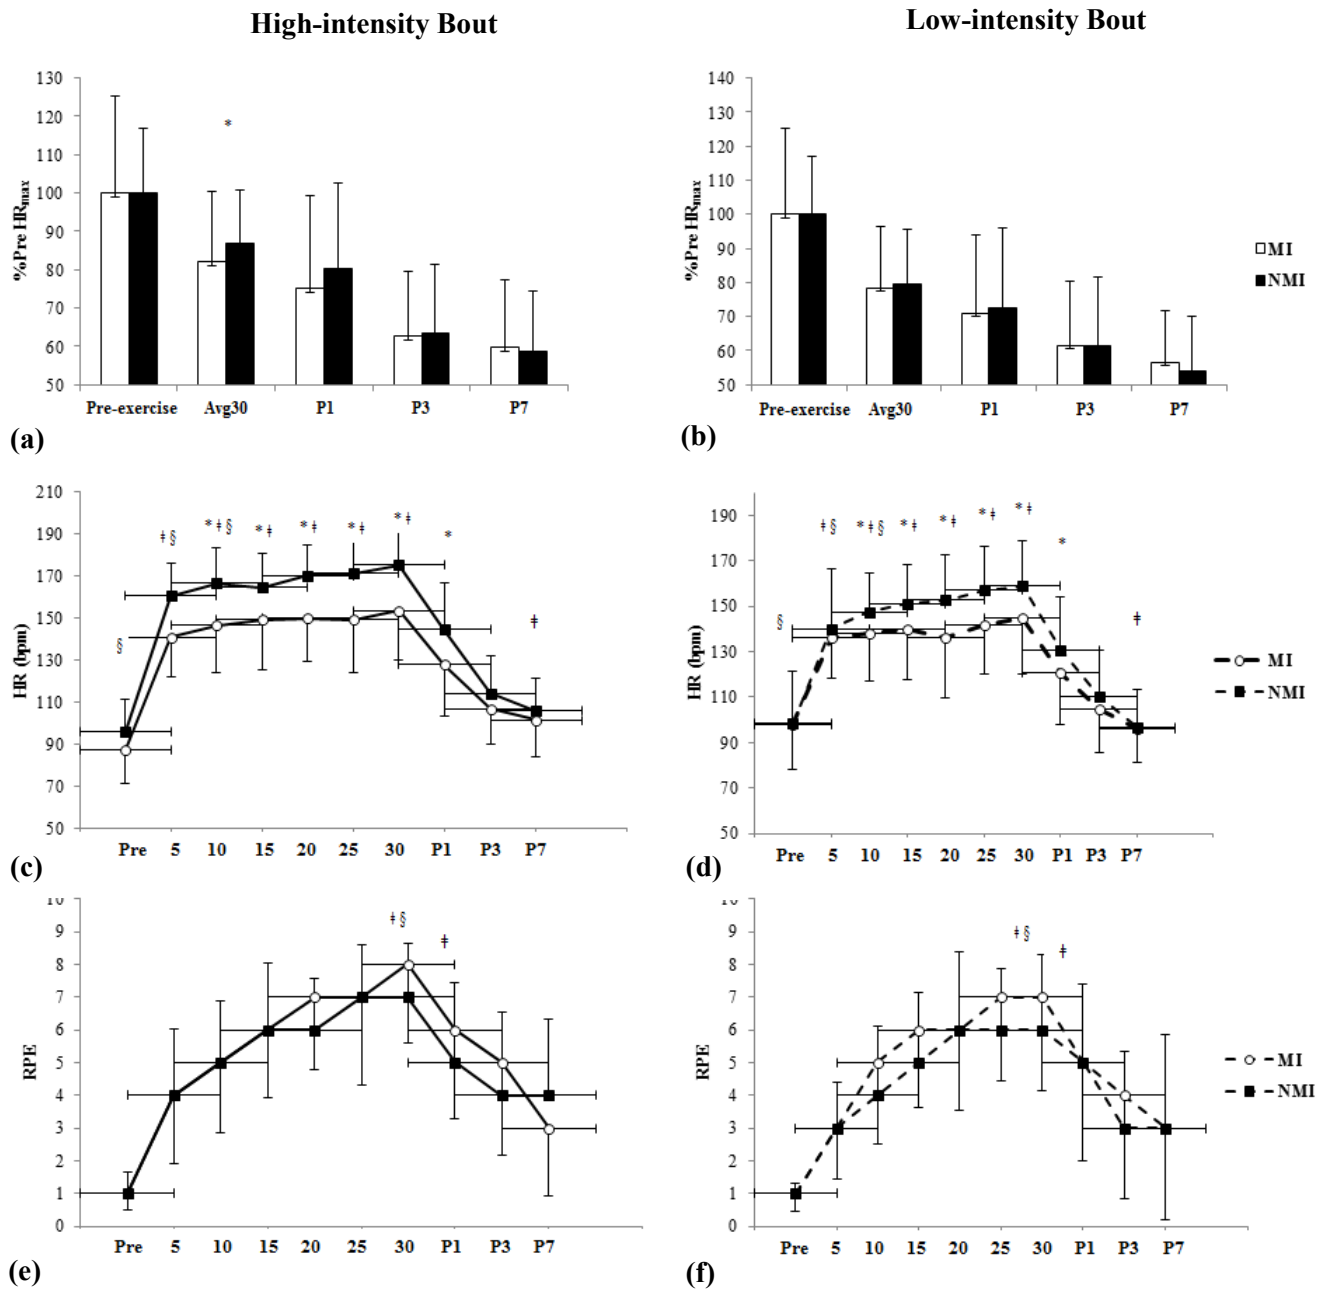 High-intensity Bout
Low-intensity Bout
130
120
110
100
90
80
70
60
50
%Pre HRmax
*
Pre-exercise Avg30 P1 P3 P7
(a)
140
130
120
110
100
90
80
70
60
50
%Pre HRmax
Pre-exercise Avg30 P1 P3 P7
MI
NMI
(b)
210
190
170
150
130
110
90
70
50
HR (bpm)
§ ǂ § * ǂ § * ǂ * ǂ * ǂ * ǂ * ǂ
Pre 5 10 15 20 25 30 P1 P3 P7
(c)
190
170
150
130
110
90
70
50
HR (bpm)
§ ǂ § * ǂ § * ǂ * ǂ * ǂ * ǂ * ǂ
Pre 5 10 15 20 25 30 P1 P3 P7
MI
NMI
(d)
10
9
8
7
6
5
4
3
2
1
0
RPE
ǂ § ǂ
Pre 5 10 15 20 25 30 P1 P3 P7
(e)
10
9
8
7
6
5
4
3
2
1
0
RPE
ǂ § ǂ
Pre 5 10 15 20 25 30 P1 P3 P7
MI
NMI
(f)